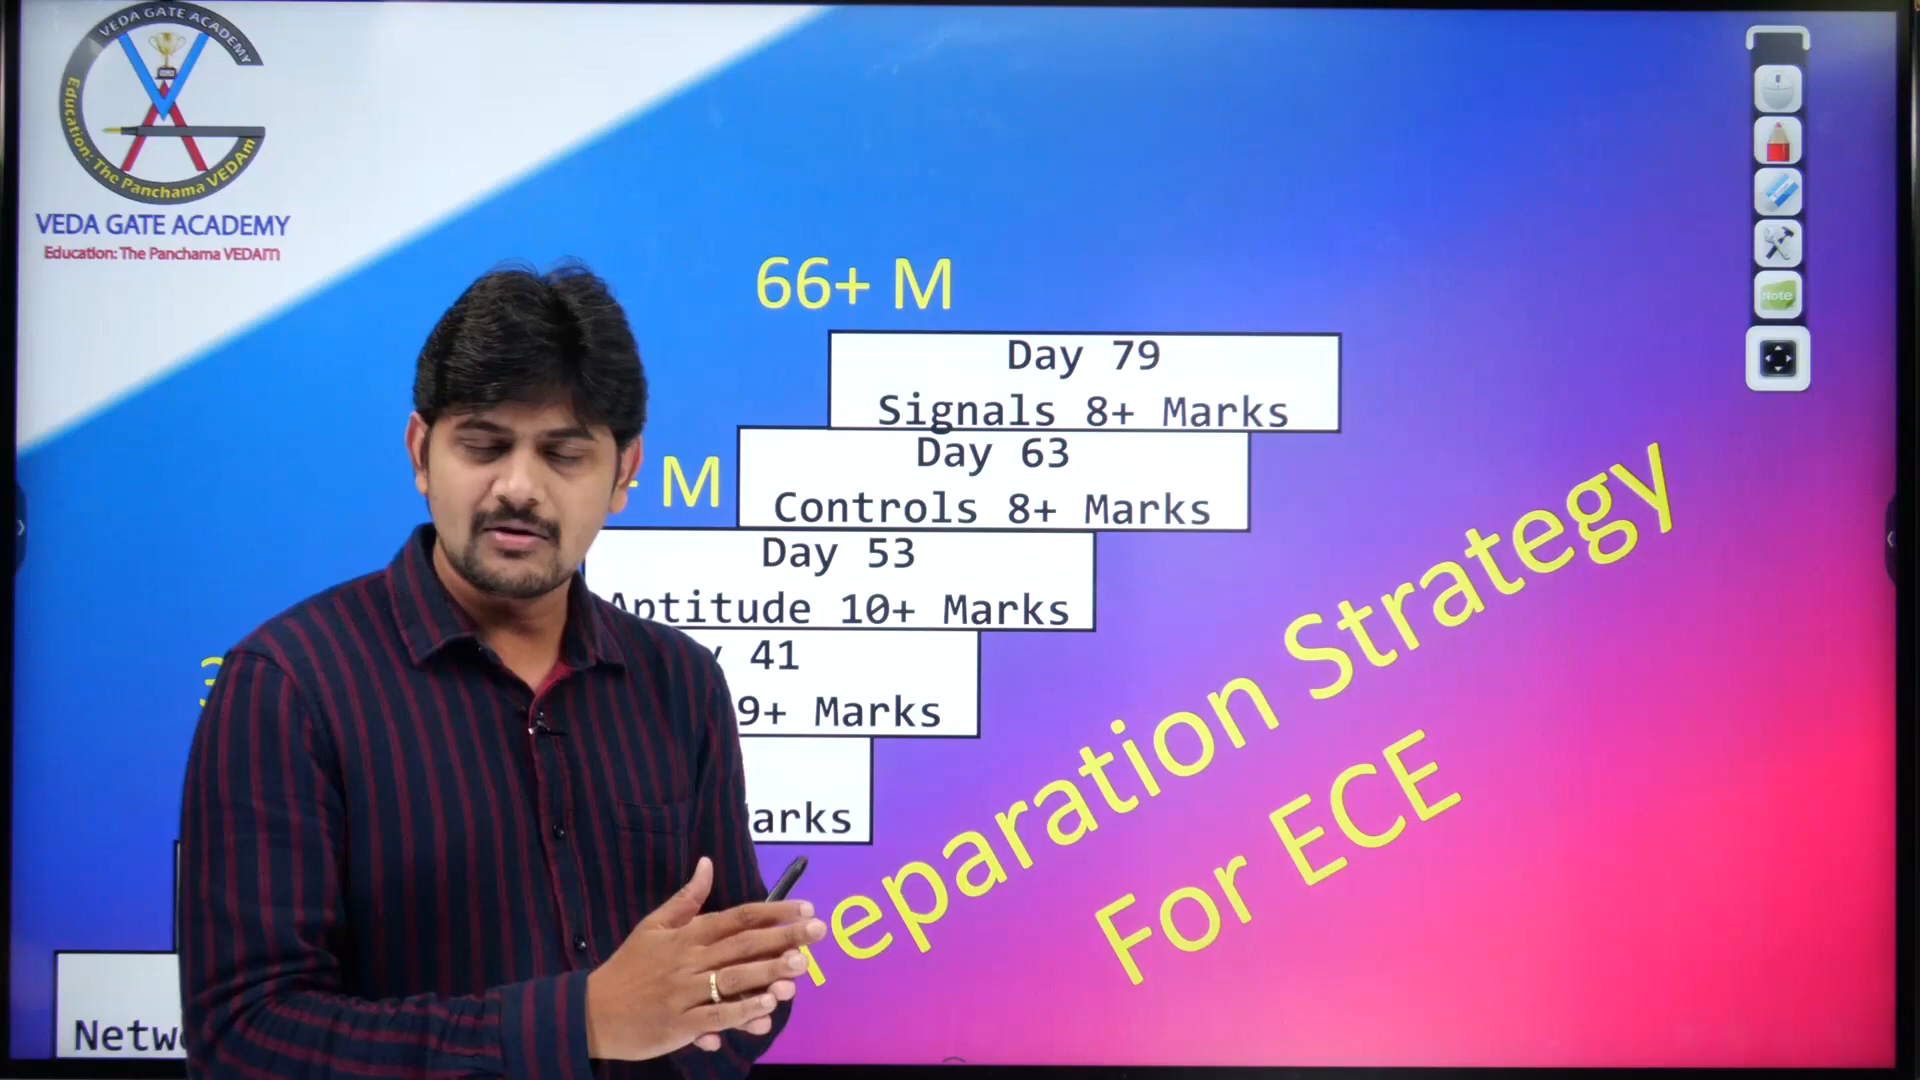 VEDA GATE ACADEMY
Education: The Panchama VEDAm
VEDA GATE ACADEMY
Education: The Panchama VEDAm
Note
66+ M
Day 79
Signals 8+ Marks
Day 63
M
Controls 8+ Marks
Day 53
Aptitude 10+ Marks
41
9+ Marks
arks
Netw
reparation Strategy
For ECE